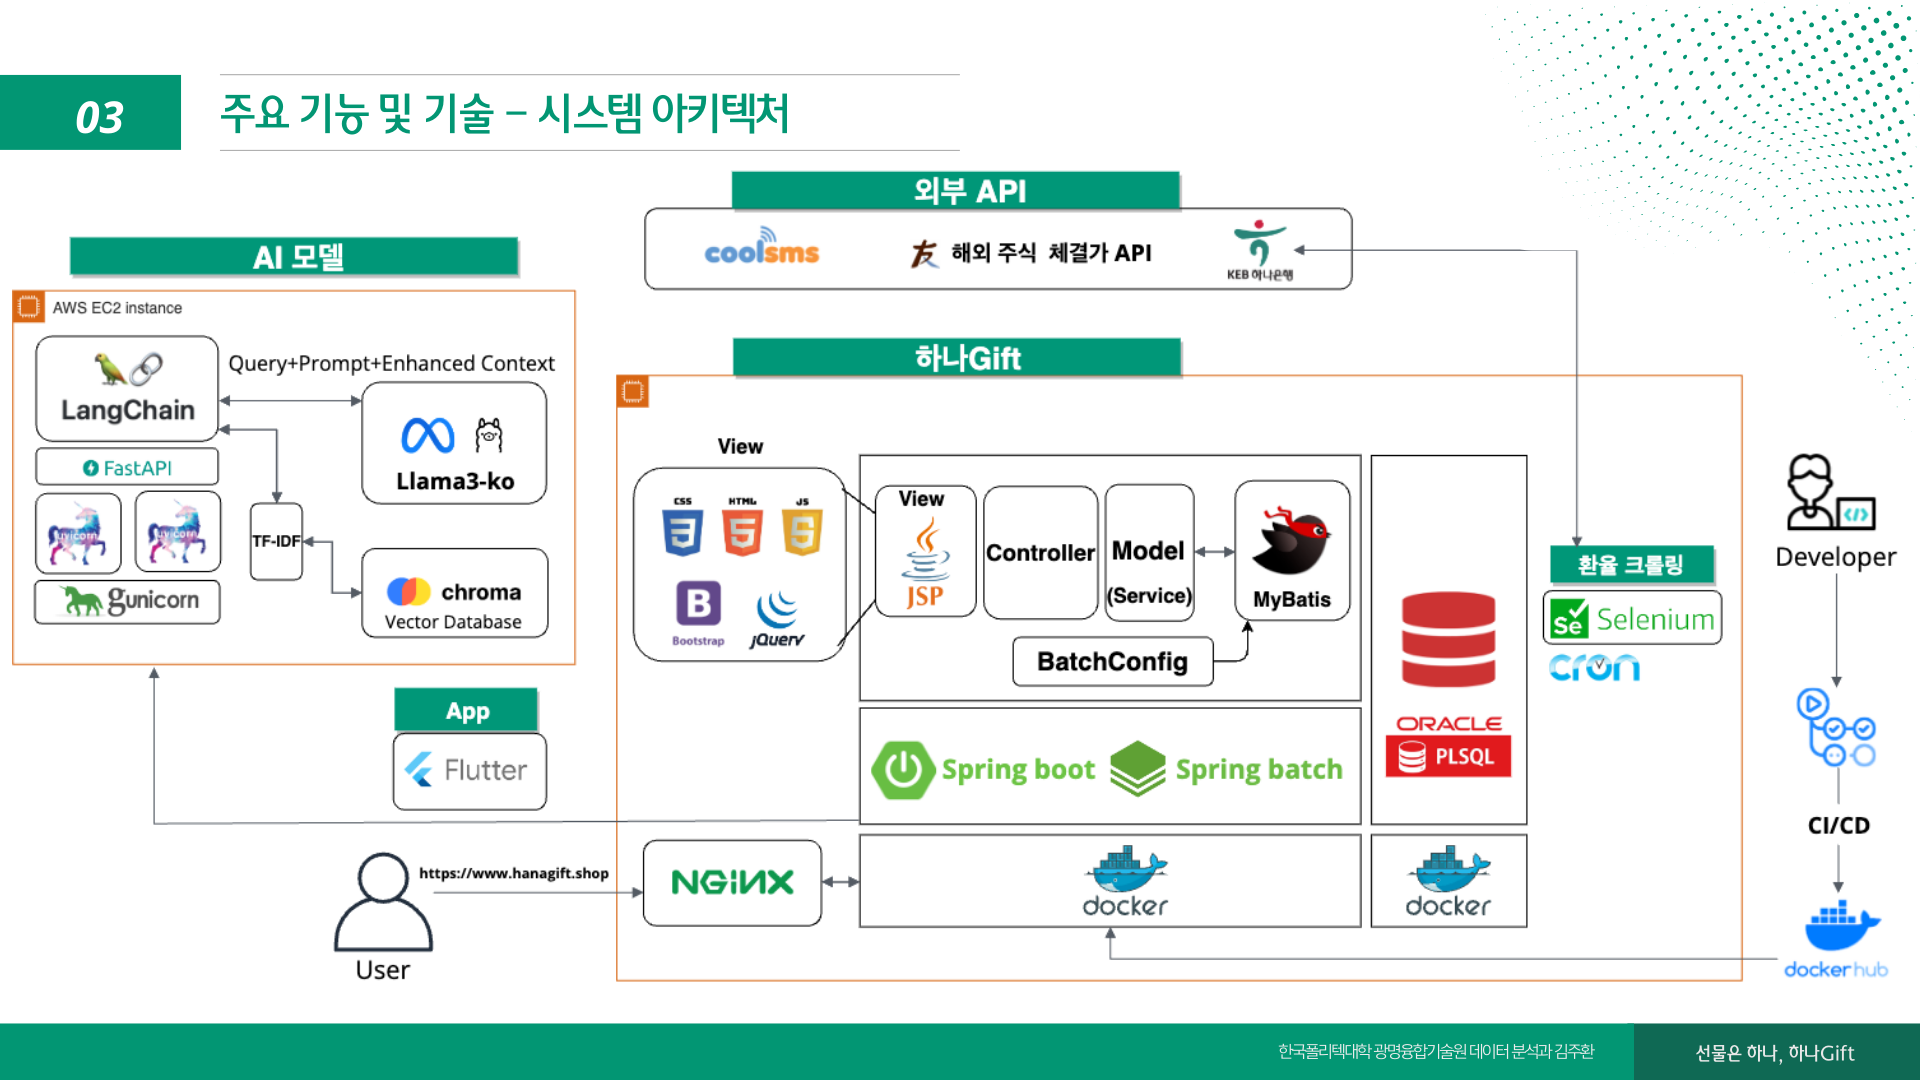 03
주요 기능 및 기술 – 시스템 아키텍처
외부 API
coolsms
友 해외 주식 체결가 API
KEB 하나은행
AI 모델
AWS EC2 instance
LangChain
Query+Prompt+Enhanced Context
Llama3-ko
FastAPI
uvicorn
uvicorn
gunicorn
TF-IDF
chroma
Vector Database
App
Flutter
User
https://www.hanagift.shop
하나Gift
View
CSS
HTML
JS
Bootstrap
jQuery
View
JSP
Controller
Model
(Service)
MyBatis
BatchConfig
Spring boot
Spring batch
NGINX
docker
ORACLE
PLSQL
docker
환율 크롤링
Se Selenium
cron
Developer
CI/CD
dockerhub
한국폴리텍대학 광명융합기술원 데이터 분석과 김주환
선물은 하나, 하나Gift